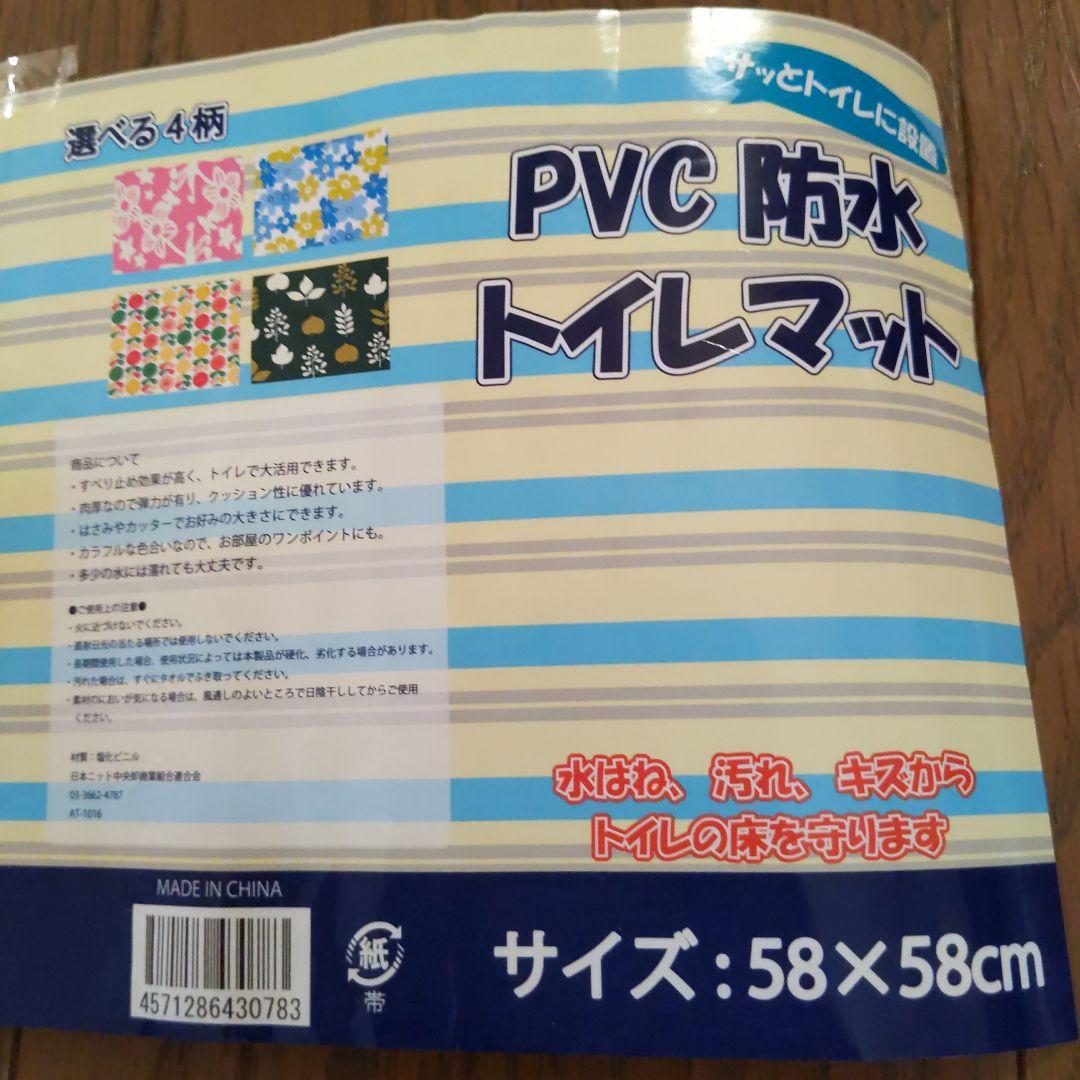 サッとトイレに設置
選べる4柄
PVC 防水
トイレマット
商品について
・すべり止め効果が高く、トイレで大活用できます。
・肉厚なので弾力が有り、クッション性に優れています。
・はさみやカッターでお好みの大きさにできます。
・カラフルな色合いなので、お部屋のワンポイントにも。
・多少の水には濡れても大丈夫です。
●ご使用上の注意●
・火に近づけないでください。
・直射日光の当たる場所では使用しないでください。
・長期間使用した場合、使用状況によっては本製品が硬化、劣化する場合があります。
・汚れた場合は、すぐにタオルでふき取ってください。
・素材のにおいが気になる場合は、風通しのよいところで日陰干ししてからご使用
ください。
材質：塩化ビニル
日本ニット中央卸商業組合連合会
03-3662-4787
AT-1016
水はね、汚れ、キズから
トイレの床を守ります
MADE IN CHINA
4571286430783
紙
帯
サイズ：58×58cm